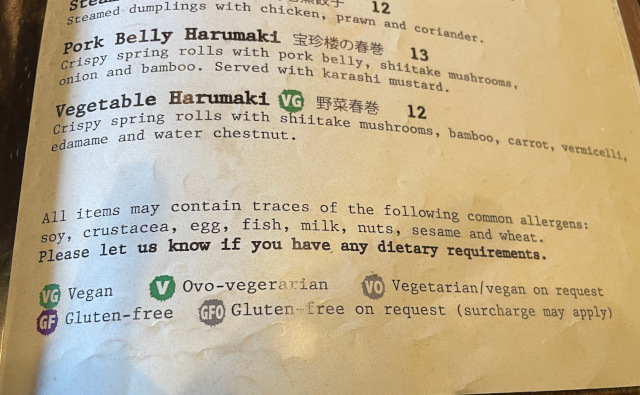 Steamed dumplings with chicken, prawn and coriander. 12
Pork Belly Harumaki 宝珍楼の春巻 13
Crispy spring rolls with pork belly, shiitake mushrooms,
onion and bamboo. Served with karashi mustard.
Vegetable Harumaki VG 野菜春巻 12
Crispy spring rolls with shiitake mushrooms, bamboo, carrot, vermicelli,
edamame and water chestnut.
All items may contain traces of the following common allergens:
soy, crustacea, egg, fish, milk, nuts, sesame and wheat.
Please let us know if you have any dietary requirements.
VG Vegan V Ovo-vegerarian VO Vegetarian/vegan on request
GF Gluten-free GFO Gluten-free on request (surcharge may apply)